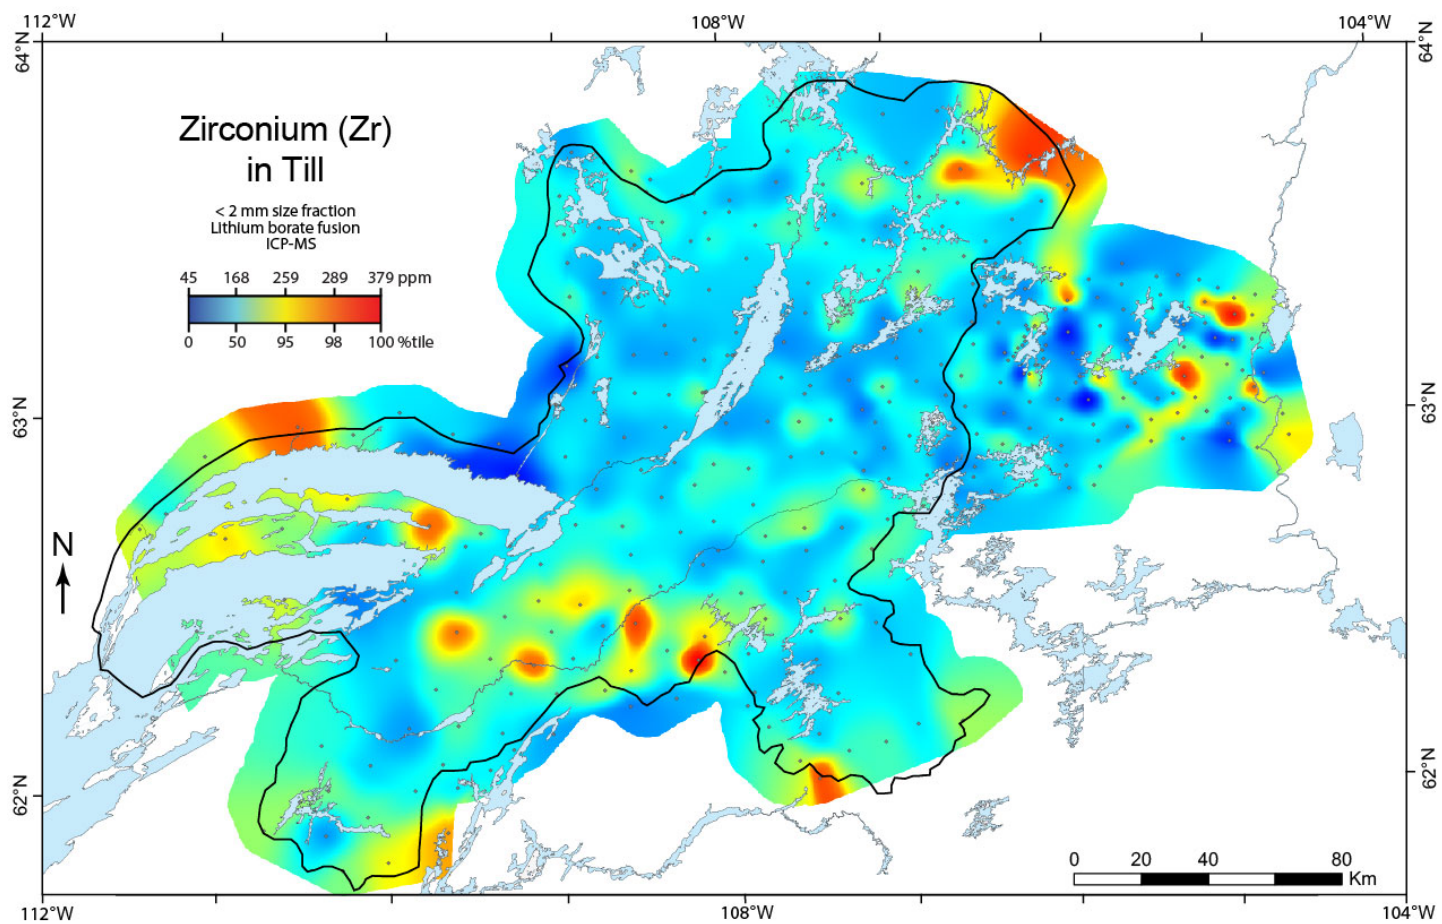 112°W 108°W 104°W
64°N 64°N
Zirconium (Zr)
in Till
< 2 mm size fraction
Lithium borate fusion
ICP-MS
45 168 259 289 379 ppm
0 50 95 98 100 %tile
63°N 63°N
N
62°N 62°N
0 20 40 80
Km
112°W 108°W 104°W